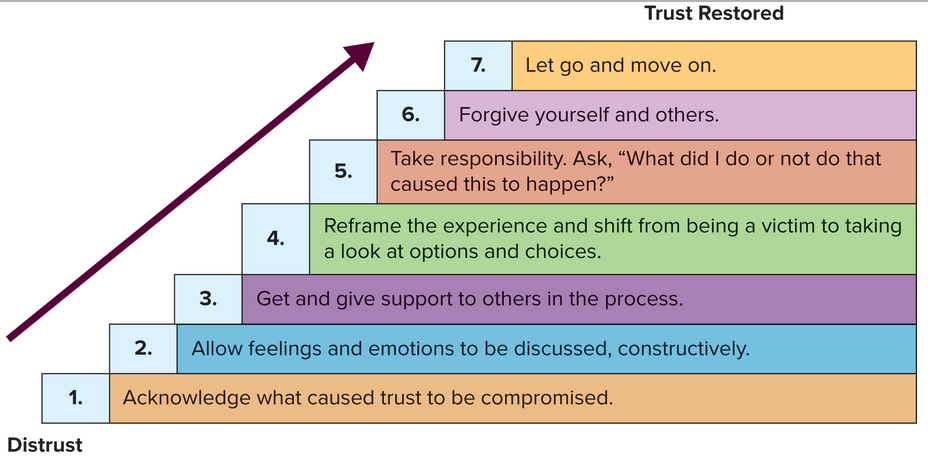 Trust Restored
7. Let go and move on.
6. Forgive yourself and others.
5. Take responsibility. Ask, “What did I do or not do that
caused this to happen?”
4. Reframe the experience and shift from being a victim to taking
a look at options and choices.
3. Get and give support to others in the process.
2. Allow feelings and emotions to be discussed, constructively.
1. Acknowledge what caused trust to be compromised.
Distrust